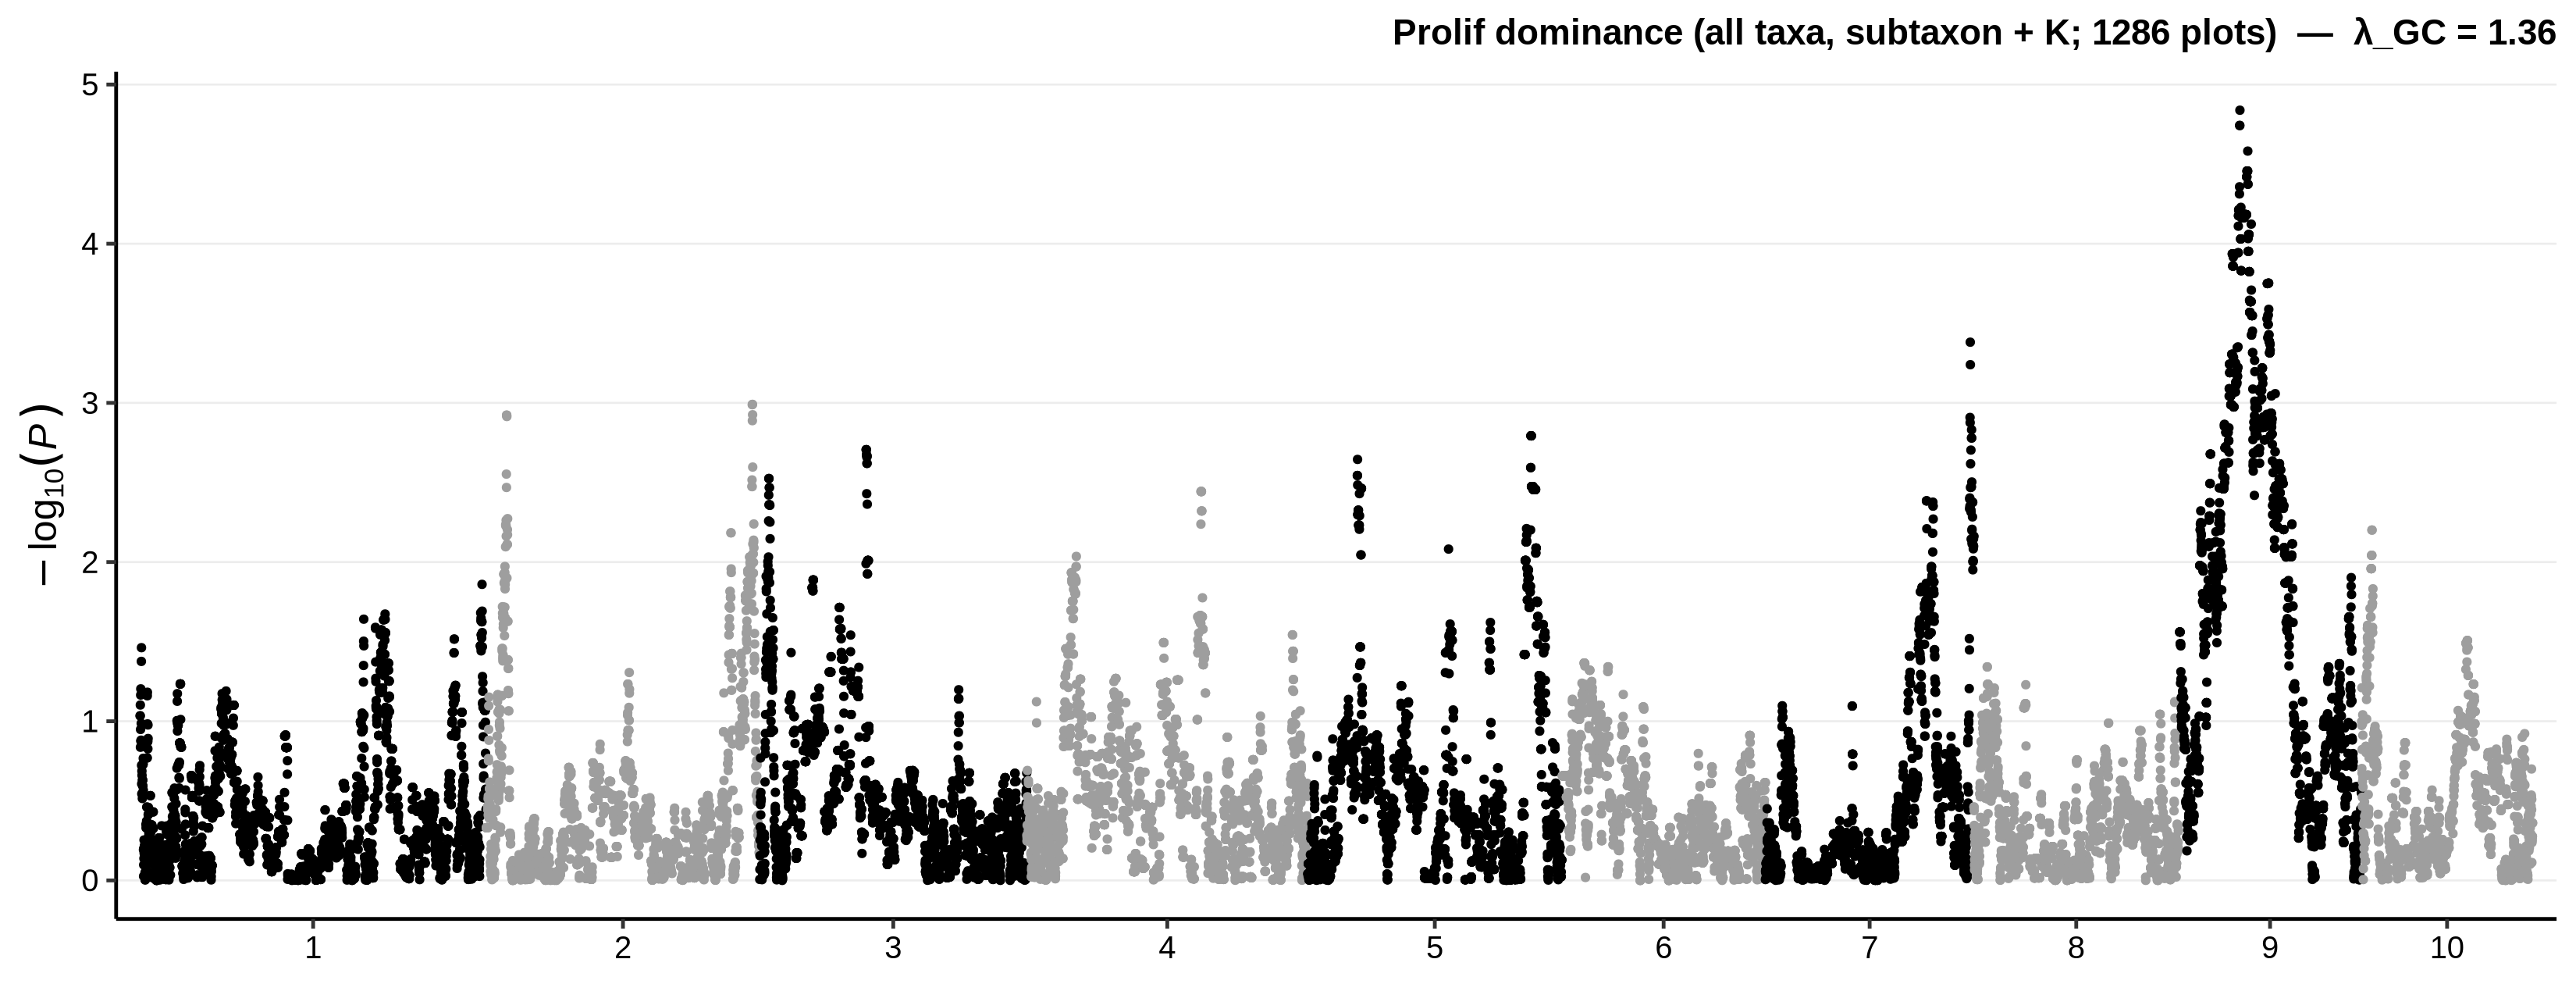 Prolif dominance (all taxa, subtaxon + K; 1286 plots) — λ_GC = 1.36
5
4
3
2
1
0
− log10(P)
1 2 3 4 5 6 7 8 9 10